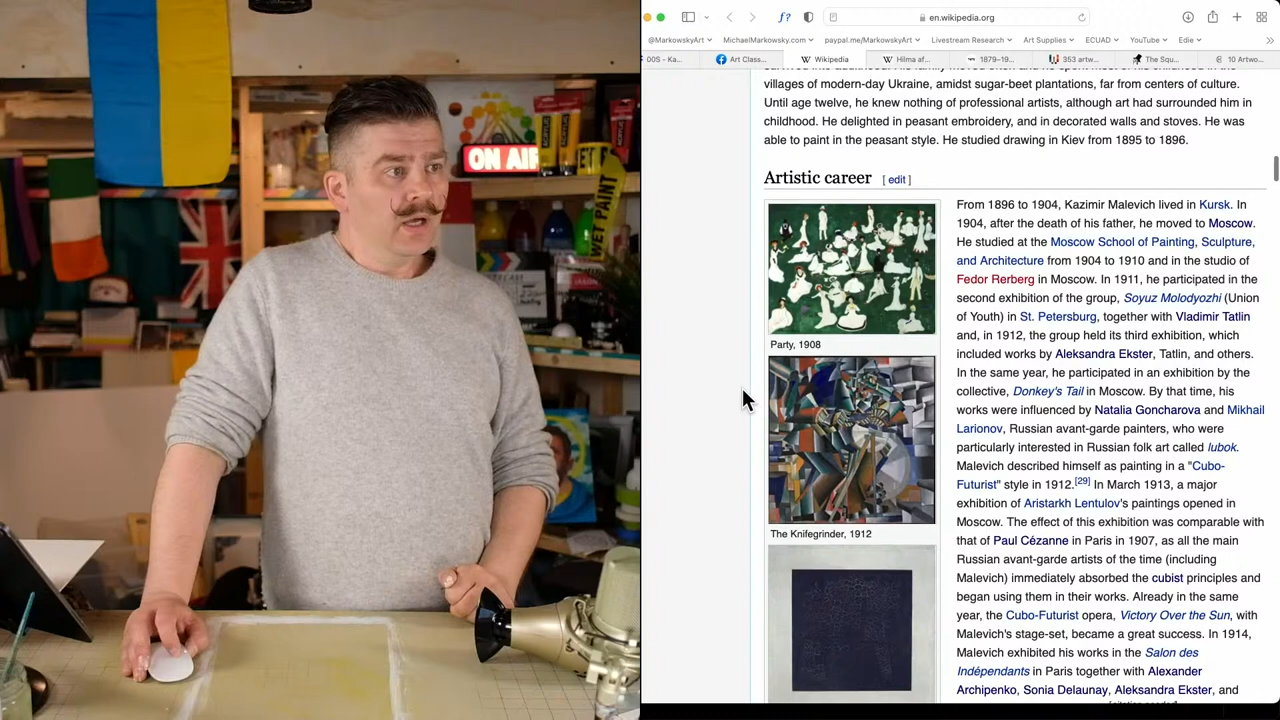 ON AIR
WET PAINT
en.wikipedia.org
@MarkowskyArt
MichaelMarkowsky.com
paypal.me/MarkowskyArt
Livestream Research
Art Supplies
ECUAD
YouTube
Edie
00S - Ka...
Art Class...
Wikipedia
Hilma af...
1879–19...
353 artw...
The Squ...
10 Artwo...
villages of modern-day Ukraine, amidst sugar-beet plantations, far from centers of culture.
Until age twelve, he knew nothing of professional artists, although art had surrounded him in
childhood. He delighted in peasant embroidery, and in decorated walls and stoves. He was
able to paint in the peasant style. He studied drawing in Kiev from 1895 to 1896.
Artistic career [ edit ]
Party, 1908
The Knifegrinder, 1912
From 1896 to 1904, Kazimir Malevich lived in Kursk. In
1904, after the death of his father, he moved to Moscow.
He studied at the Moscow School of Painting, Sculpture,
and Architecture from 1904 to 1910 and in the studio of
Fedor Rerberg in Moscow. In 1911, he participated in the
second exhibition of the group, Soyuz Molodyozhi (Union
of Youth) in St. Petersburg, together with Vladimir Tatlin
and, in 1912, the group held its third exhibition, which
included works by Aleksandra Ekster, Tatlin, and others.
In the same year, he participated in an exhibition by the
collective, Donkey's Tail in Moscow. By that time, his
works were influenced by Natalia Goncharova and Mikhail
Larionov, Russian avant-garde painters, who were
particularly interested in Russian folk art called lubok.
Malevich described himself as painting in a "Cubo-
Futurist" style in 1912.[29] In March 1913, a major
exhibition of Aristarkh Lentulov's paintings opened in
Moscow. The effect of this exhibition was comparable with
that of Paul Cézanne in Paris in 1907, as all the main
Russian avant-garde artists of the time (including
Malevich) immediately absorbed the cubist principles and
began using them in their works. Already in the same
year, the Cubo-Futurist opera, Victory Over the Sun, with
Malevich's stage-set, became a great success. In 1914,
Malevich exhibited his works in the Salon des
Indépendants in Paris together with Alexander
Archipenko, Sonia Delaunay, Aleksandra Ekster, and